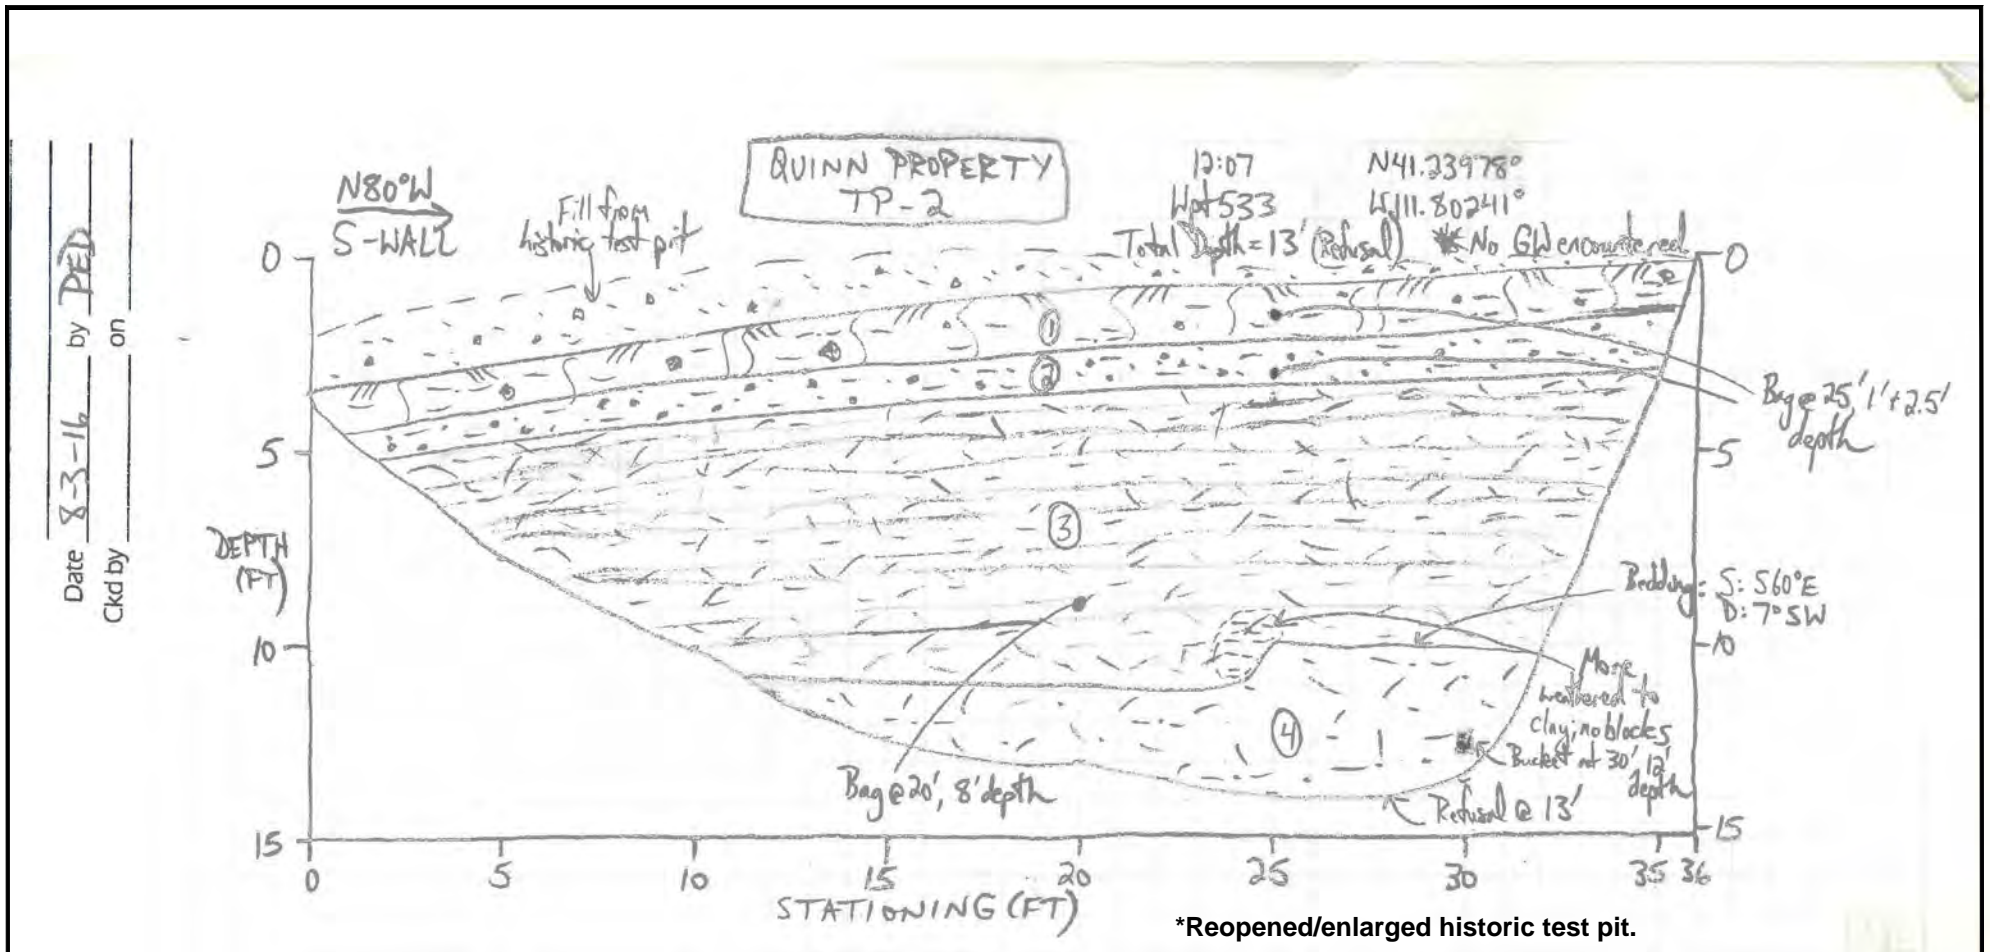 Date 8-3-16 by PED
Ckd by on
N80°W
S-WALL
Fill from
historic test pit
QUINN PROPERTY
TP-2
12:07
Wpt 533
N41.23978°
W111.80241°
Total Depth = 13' (Refusal)
* No GW encountered
0
5
10
15
DEPTH
(FT)
0
5
10
15
1
2
3
4
Bag @ 25' 1' + 2.5'
depth
Bedding: S: S60°E
D: 7° SW
More
weathered to
clay; no blocks
Bucket at 30' 12'
depth
Bag @ 20', 8' depth
Refusal @ 13'
0
5
10
15
20
25
30
35
36
STATIONING (FT)
*Reopened/enlarged historic test pit.